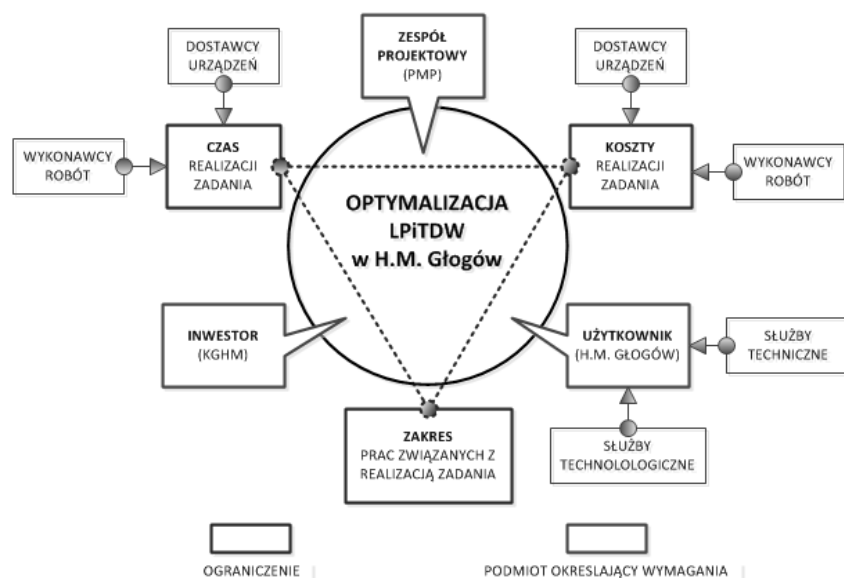 DOSTAWCY
URZĄDZEŃ
ZESPÓŁ
PROJEKTOWY
(PMP)
DOSTAWCY
URZĄDZEŃ
WYKONAWCY
ROBÓT
CZAS
REALIZACJI
ZADANIA
KOSZTY
REALIZACJI
ZADANIA
WYKONAWCY
ROBÓT
OPTYMALIZACJA
LPiTDW
w H.M. Głogów
INWESTOR
(KGHM)
UŻYTKOWNIK
(H.M. GŁOGÓW)
SŁUŻBY
TECHNICZNE
ZAKRES
PRAC ZWIĄZANYCH Z
REALIZACJĄ ZADANIA
SŁUŻBY
TECHNOLOLOGICZNE
OGRANICZENIE
PODMIOT OKRESLAJĄCY WYMAGANIA